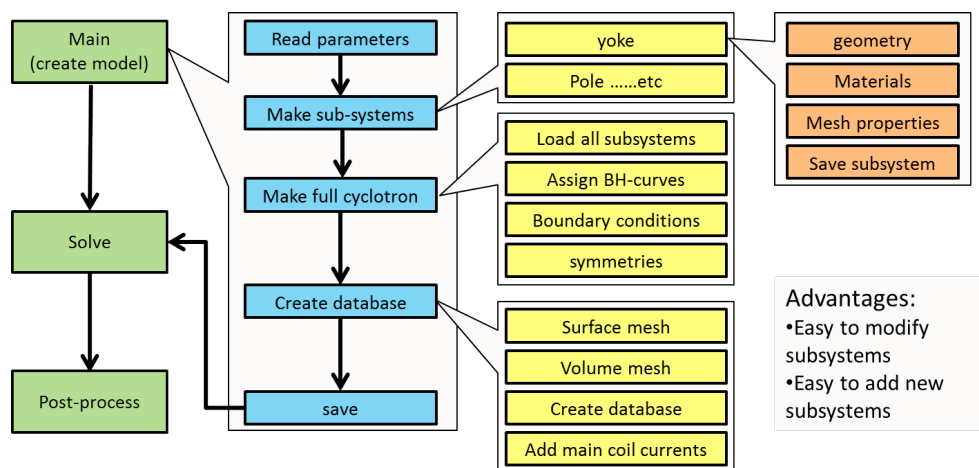 Main
(create model)
Solve
Post-process
Read parameters
Make sub-systems
Make full cyclotron
Create database
save
yoke
Pole ......etc
Load all subsystems
Assign BH-curves
Boundary conditions
symmetries
Surface mesh
Volume mesh
Create database
Add main coil currents
geometry
Materials
Mesh properties
Save subsystem
Advantages:
•Easy to modify
subsystems
•Easy to add new
subsystems